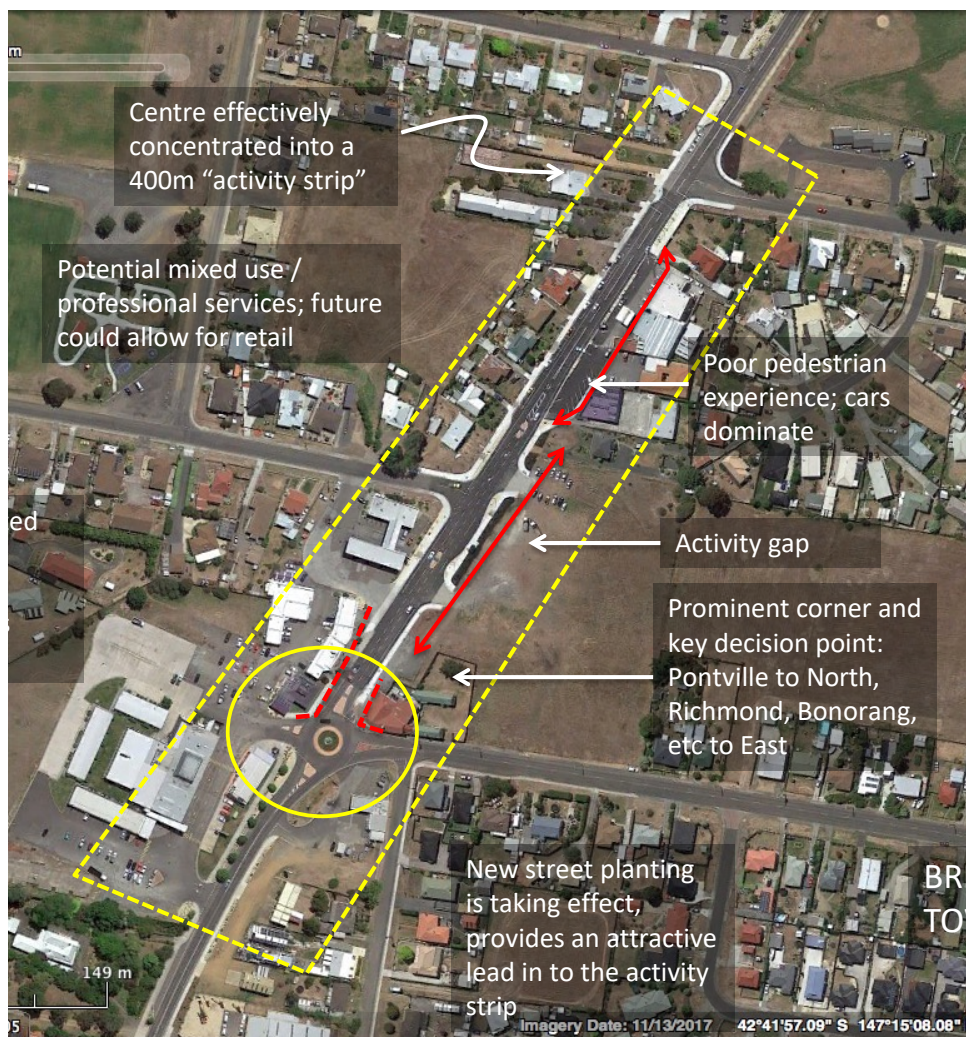 m
Centre effectively
concentrated into a
400m “activity strip”
Potential mixed use /
professional services; future
could allow for retail
Poor pedestrian
experience; cars
dominate
ed
Activity gap
Prominent corner and
key decision point:
Pontville to North,
Richmond, Bonorang,
etc to East
New street planting
is taking effect,
provides an attractive
lead in to the activity
strip
BR
TO
149 m
05
Imagery Date: 11/13/2017 42°41'57.09" S 147°15'08.08"